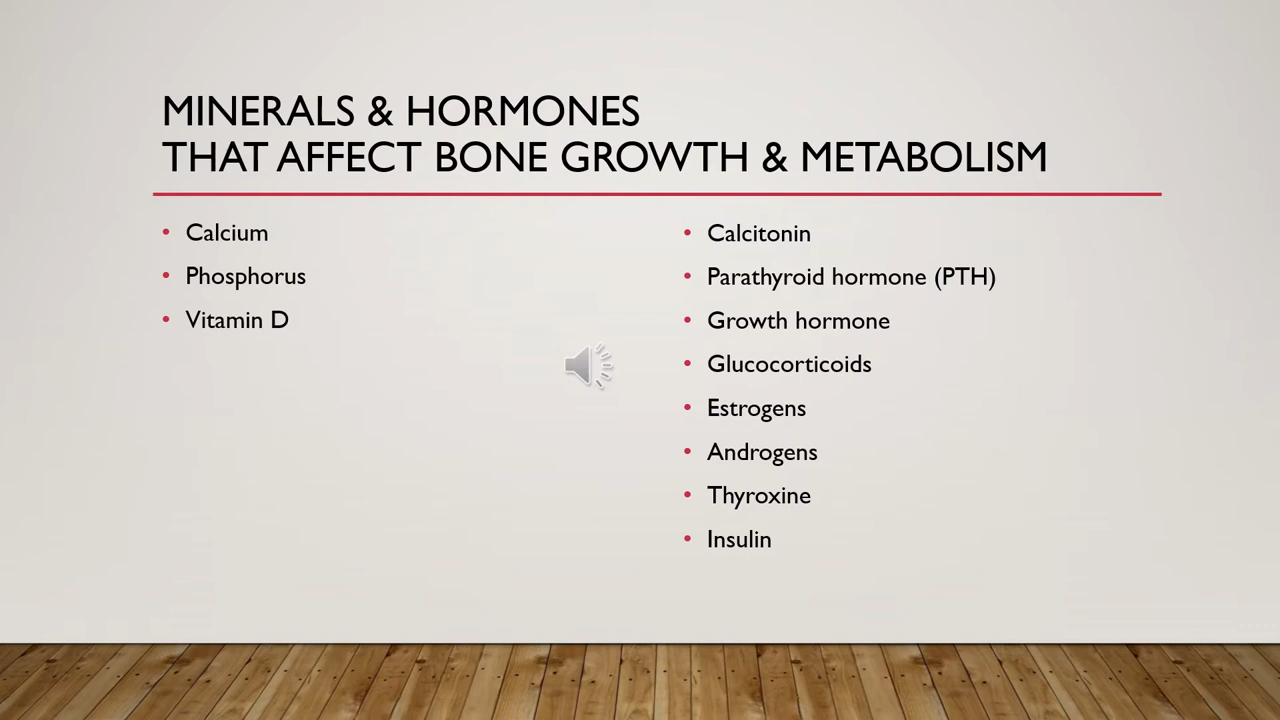 MINERALS & HORMONES
THAT AFFECT BONE GROWTH & METABOLISM
• Calcium
• Phosphorus
• Vitamin D
• Calcitonin
• Parathyroid hormone (PTH)
• Growth hormone
• Glucocorticoids
• Estrogens
• Androgens
• Thyroxine
• Insulin